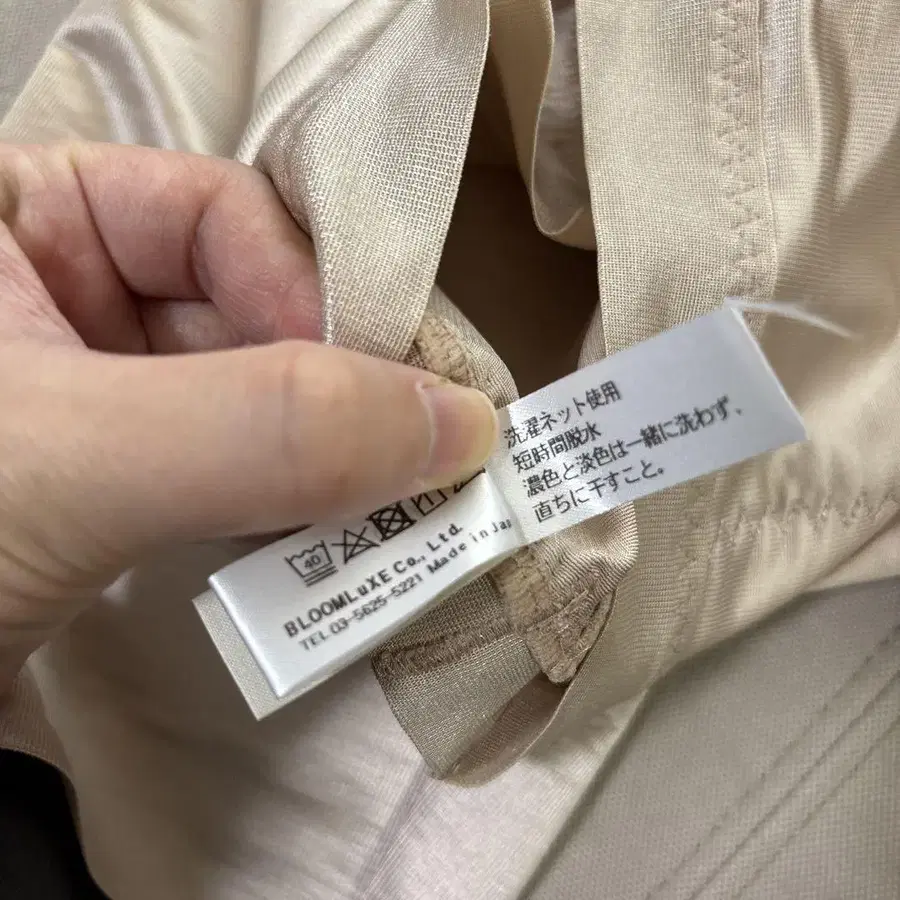 洗濯ネット使用
短時間脱水
濃色と淡色は一緒に洗わず、
直ちに干すこと。
40
BLOOMLuXE Co., Ltd.
TEL 03-5625-5221 Made in Jap